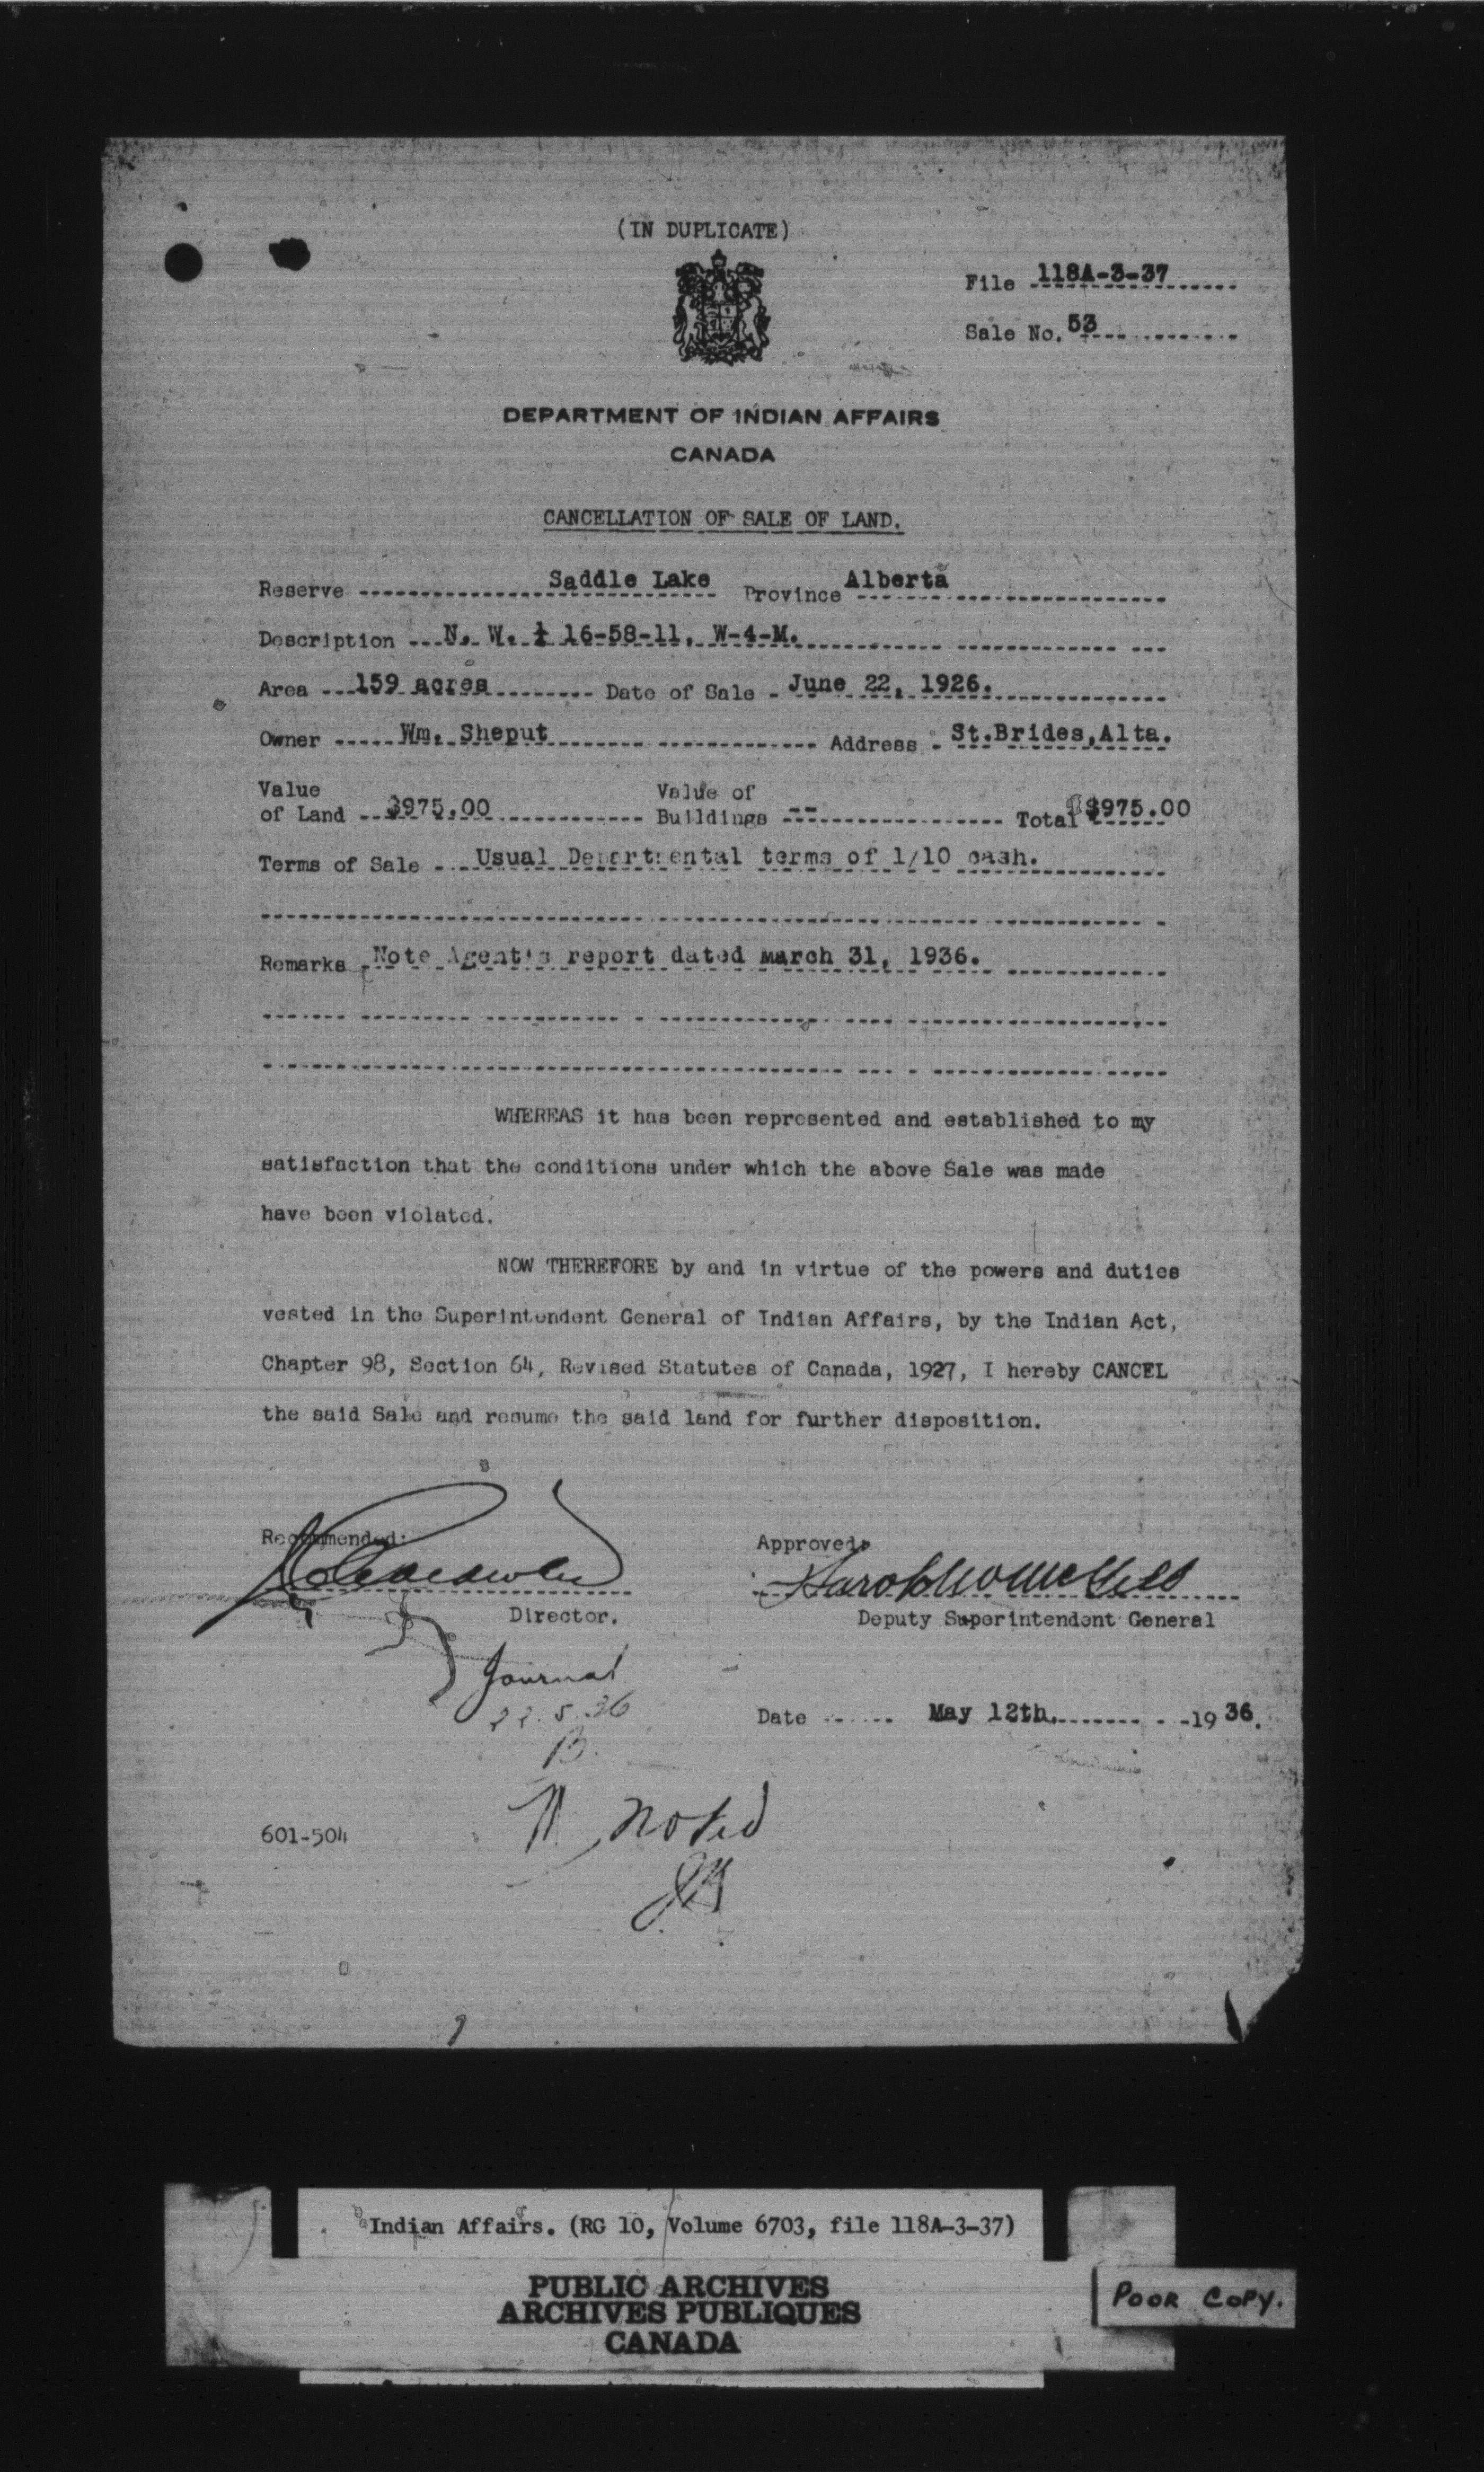 (IN DUPLICATE)
File 118A-3-37
Sale No. 53
DEPARTMENT OF INDIAN AFFAIRS
CANADA
CANCELLATION OF SALE OF LAND.
Reserve Saddle Lake Province Alberta
Description N. W. ¼ 16-58-11, W-4-M.
Area 159 acres Date of Sale June 22, 1926.
Owner Wm. Sheput Address St.Brides,Alta.
Value of Land $975.00 Value of Buildings -- Total $975.00
Terms of Sale Usual Departmental terms of 1/10 cash.
Remarks Note Agent's report dated March 31, 1936.
WHEREAS it has been represented and established to my
satisfaction that the conditions under which the above Sale was made
have been violated.
NOW THEREFORE by and in virtue of the powers and duties
vested in the Superintendent General of Indian Affairs, by the Indian Act,
Chapter 98, Section 64, Revised Statutes of Canada, 1927, I hereby CANCEL
the said Sale and resume the said land for further disposition.
Recommended:
Approved:
Harold W McGill
Director.
Deputy Superintendent General
Journal
22.5.36
B.
Date May 12th. 1936.
Noted
601-504
Indian Affairs. (RG 10, Volume 6703, file 118A-3-37)
PUBLIC ARCHIVES
ARCHIVES PUBLIQUES
CANADA
POOR COPY.